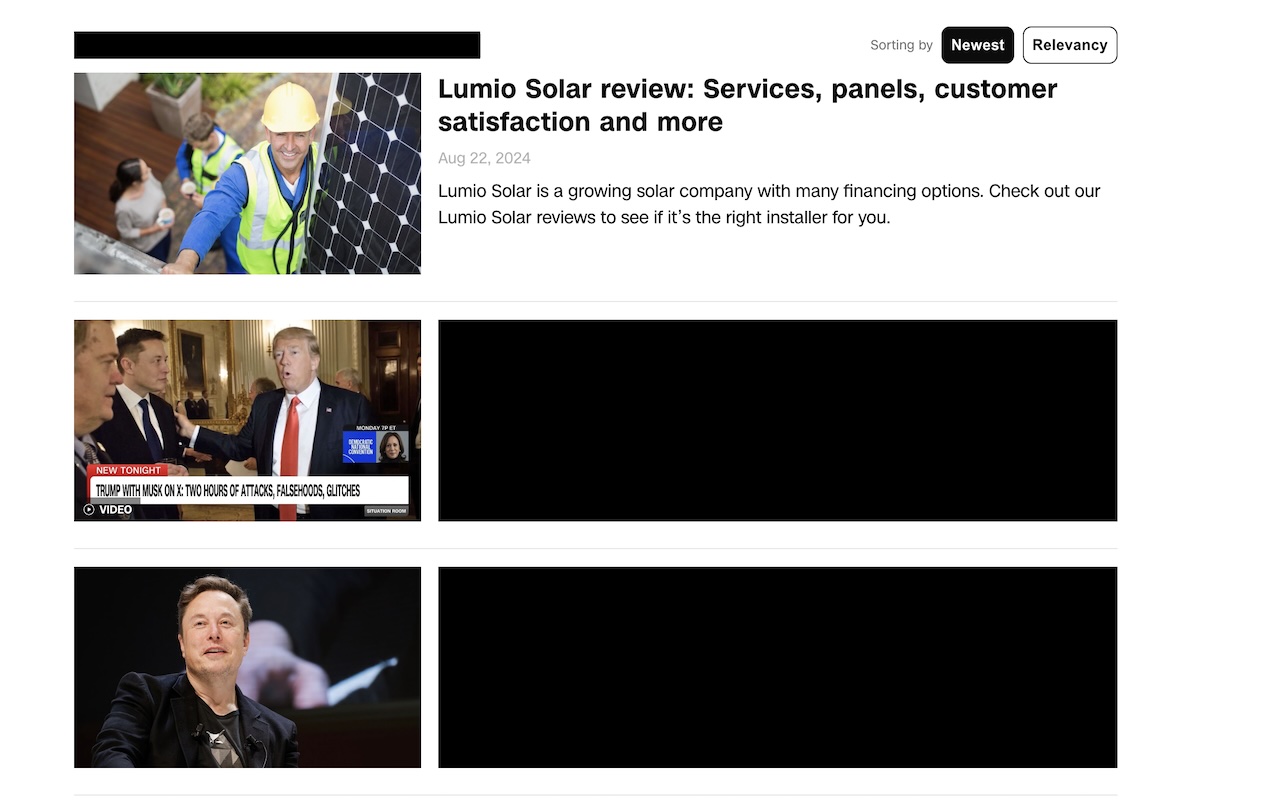 Sorting by
Newest
Relevancy
Lumio Solar review: Services, panels, customer
satisfaction and more
Aug 22, 2024
Lumio Solar is a growing solar company with many financing options. Check out our
Lumio Solar reviews to see if it’s the right installer for you.
MONDAY 7P ET
DEMOCRATIC
NATIONAL
CONVENTION
NEW TONIGHT
TRUMP WITH MUSK ON X: TWO HOURS OF ATTACKS, FALSEHOODS, GLITCHES
VIDEO
SITUATION ROOM